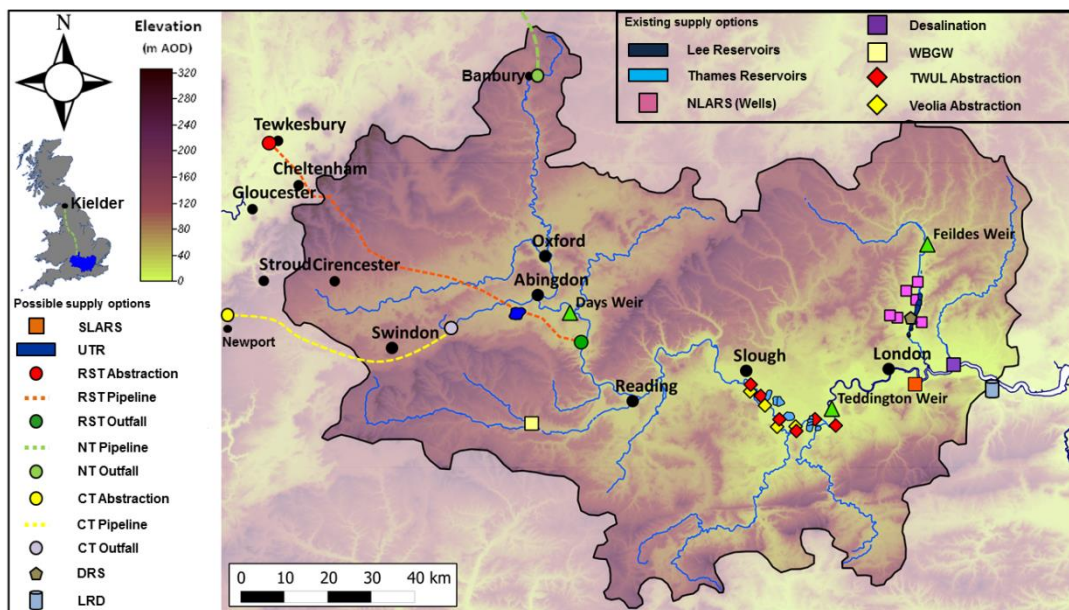 N
Elevation
(m AOD)
320
280
240
200
160
120
80
40
0
Kielder
Possible supply options
SLARS
UTR
RST Abstraction
RST Pipeline
RST Outfall
NT Pipeline
NT Outfall
CT Abstraction
CT Pipeline
CT Outfall
DRS
LRD
Existing supply options
Lee Reservoirs
Thames Reservoirs
NLARS (Wells)
Desalination
WBGW
TWUL Abstraction
Veolia Abstraction
Banbury
Tewkesbury
Cheltenham
Gloucester
Feildes Weir
Oxford
Stroud
Cirencester
Abingdon
Days Weir
Newport
Swindon
Slough
London
Reading
Teddington Weir
0 10 20 30 40 km